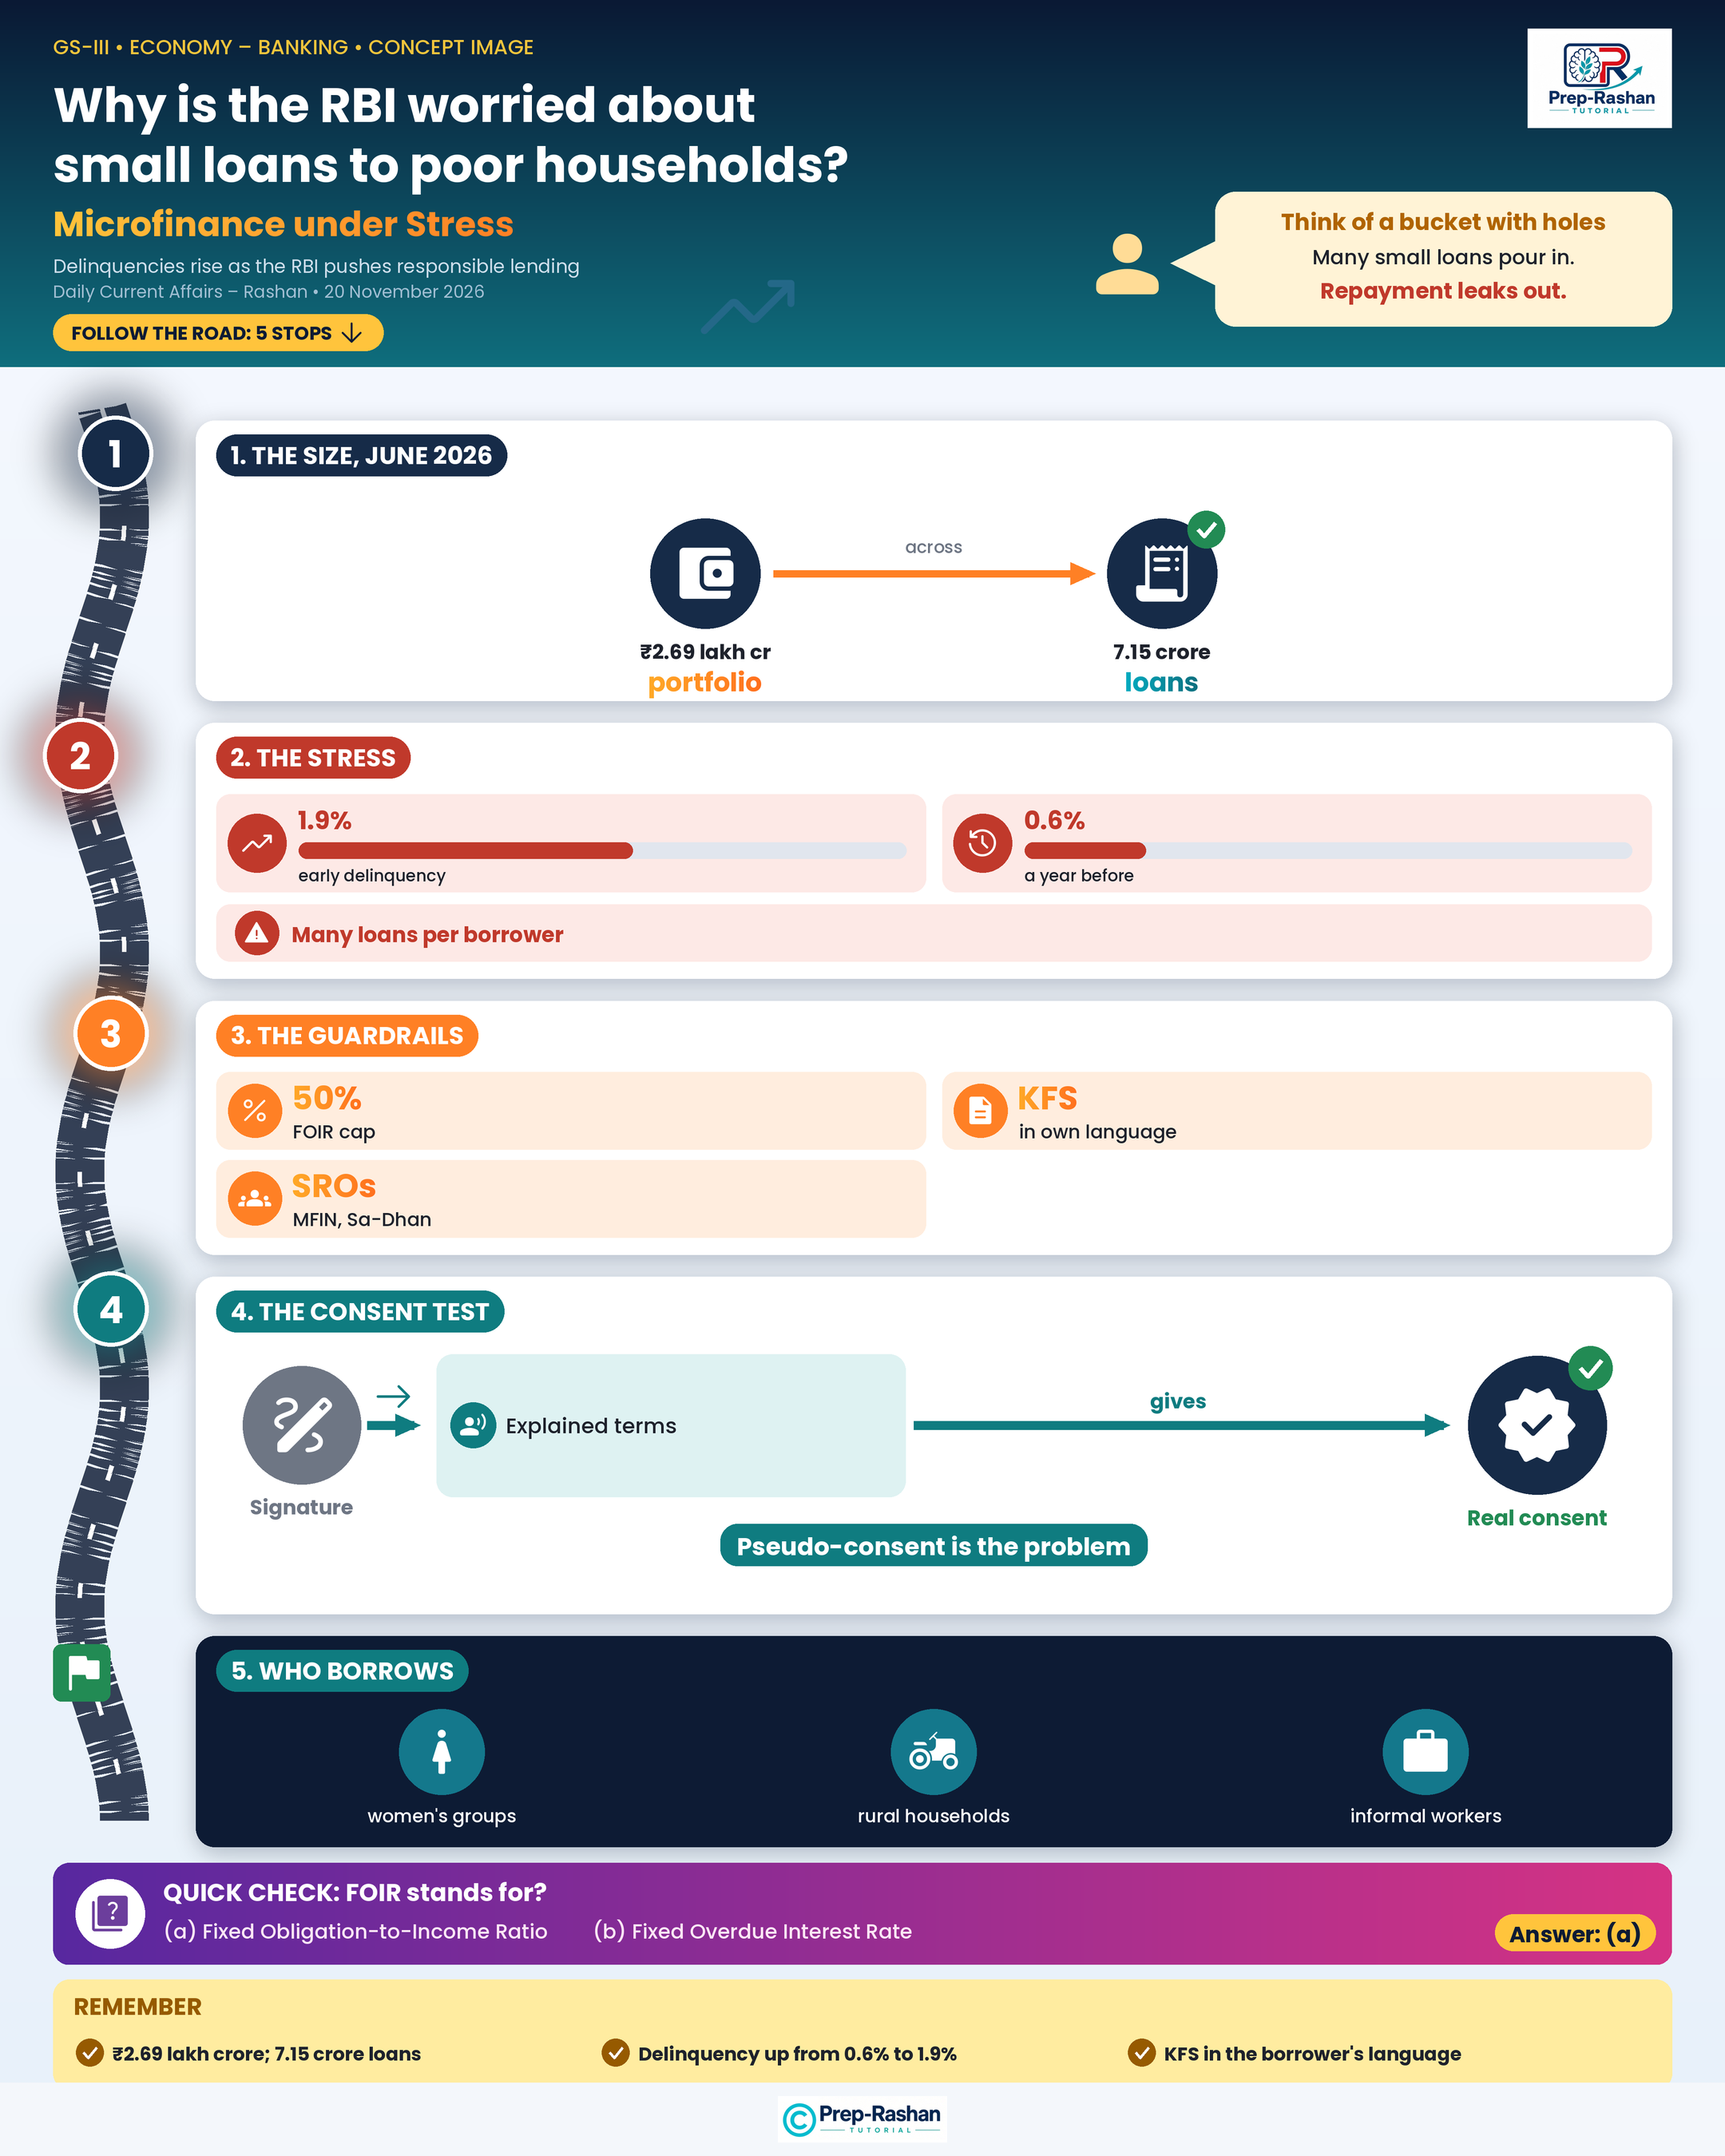 GS-III • ECONOMY – BANKING • CONCEPT IMAGE
Prep-Rashan
TUTORIAL
Why is the RBI worried about
small loans to poor households?
Microfinance under Stress
Delinquencies rise as the RBI pushes responsible lending
Daily Current Affairs – Rashan • 20 November 2026
FOLLOW THE ROAD: 5 STOPS
Think of a bucket with holes
Many small loans pour in.
Repayment leaks out.
1
1. THE SIZE, JUNE 2026
across
₹2.69 lakh cr
portfolio
7.15 crore
loans
2
2. THE STRESS
1.9%
early delinquency
0.6%
a year before
Many loans per borrower
3
3. THE GUARDRAILS
50%
FOIR cap
KFS
in own language
SROs
MFIN, Sa-Dhan
4
4. THE CONSENT TEST
Signature
Explained terms
gives
Real consent
Pseudo-consent is the problem
5. WHO BORROWS
women's groups
rural households
informal workers
QUICK CHECK: FOIR stands for?
(a) Fixed Obligation-to-Income Ratio (b) Fixed Overdue Interest Rate
Answer: (a)
REMEMBER
₹2.69 lakh crore; 7.15 crore loans
Delinquency up from 0.6% to 1.9%
KFS in the borrower's language
© Prep-Rashan
TUTORIAL